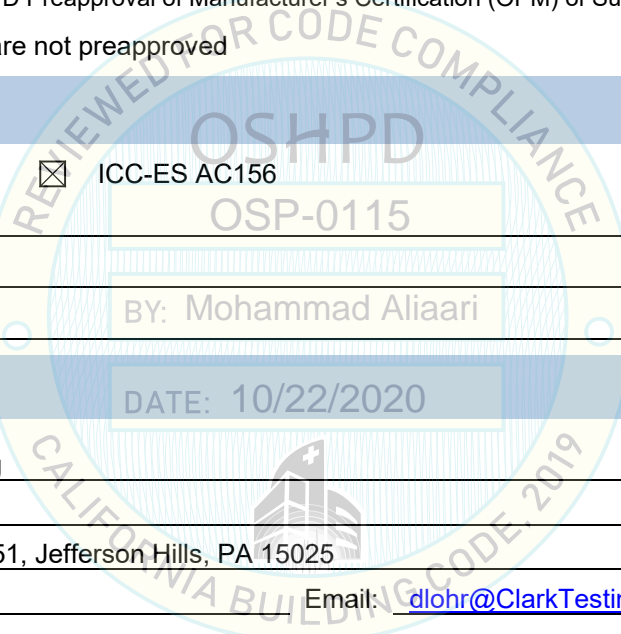 D Preapproval of Manufacturer's Certification (OPM) of Su
are not preapproved
REVIEWED FOR CODE COMPLIANCE
OSHPD
ICC-ES AC156
OSP-0115
BY: Mohammad Aliaari
DATE: 10/22/2020
51, Jefferson Hills, PA 15025
Email: dlohr@ClarkTestin
CALIFORNIA BUILDING CODE, 2019